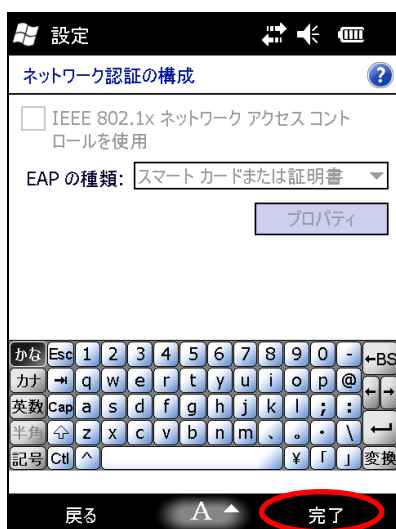 設定
ネットワーク認証の構成
?
IEEE 802.1x ネットワーク アクセス コント
ロールを使用
EAP の種類: スマート カードまたは証明書
プロパティ
かな Esc 1 2 3 4 5 6 7 8 9 0 - ←BS
カナ →| q w e r t y u i o p @ ← →
英数 Cap a s d f g h j k l ; :
半角 z x c v b n m 、 。 ・ \ ↵
記号 Ctl ^ ¥ 「 」 変換
戻る A 完了